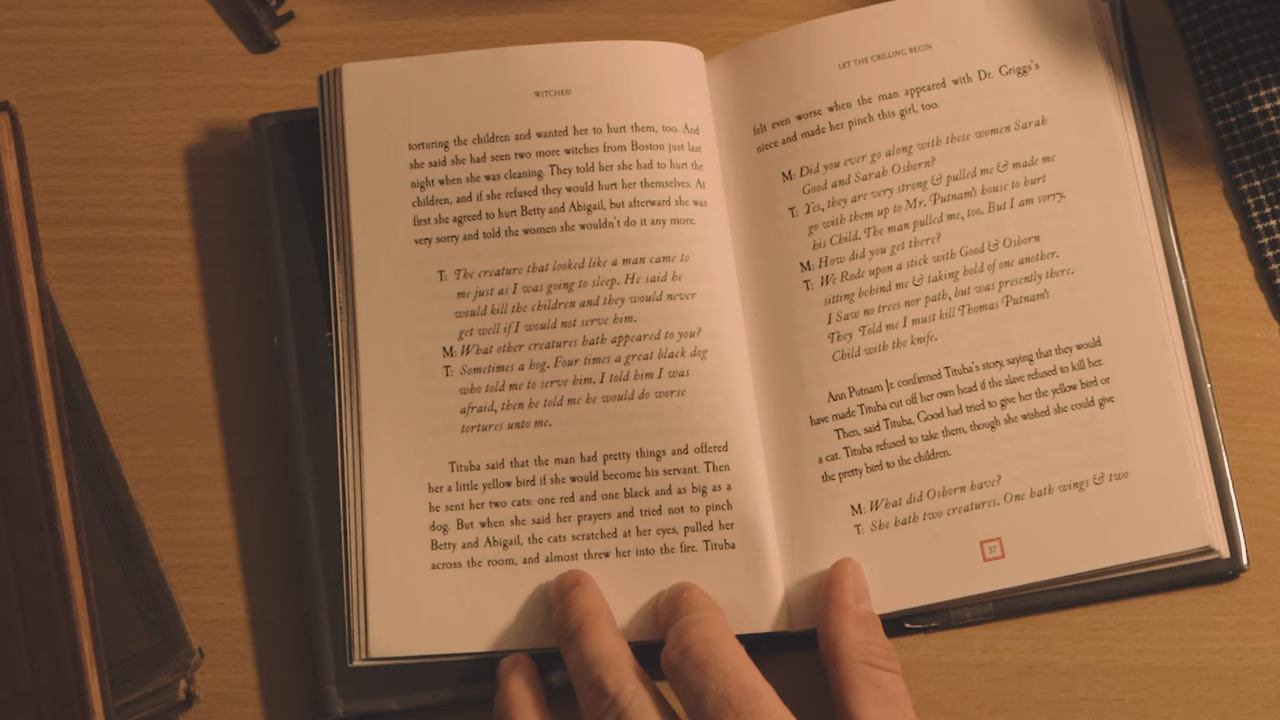 WITCHES!
torturing the children and wanted her to hurt them, too. And
she said she had seen two more witches from Boston just last
night when she was cleaning. They told her she had to hurt the
children, and if she refused they would hurt her themselves. At
first she agreed to hurt Betty and Abigail, but afterward she was
very sorry and told the women she wouldn't do it any more.
T: The creature that looked like a man came to
me just as I was going to sleep. He said he
would kill the children and they would never
get well if I would not serve him.
M: What other creatures hath appeared to you?
T: Sometimes a hog. Four times a great black dog
who told me to serve him. I told him I was
afraid, then he told me he would do worse
tortures unto me.
Tituba said that the man had pretty things and offered
her a little yellow bird if she would become his servant. Then
he sent her two cats: one red and one black and as big as a
dog. But when she said her prayers and tried not to pinch
Betty and Abigail, the cats scratched at her eyes, pulled her
across the room, and almost threw her into the fire. Tituba
LET THE GRILLING BEGIN
felt even worse when the man appeared with Dr. Griggs's
niece and made her pinch this girl, too.
M: Did you ever go along with these women Sarah
Good and Sarah Osborn?
T: Yes, they are very strong & pulled me & made me
go with them up to Mr. Putnam's house to hurt
his Child. The man pulled me, too. But I am sorry.
M: How did you get there?
T: We Rode upon a stick with Good & Osborn
sitting behind me & taking hold of one another.
I Saw no trees nor path, but was presently there.
They Told me I must kill Thomas Putnam's
Child with the knife.
Ann Putnam Jr. confirmed Tituba's story, saying that they would
have made Tituba cut off her own head if the slave refused to kill her.
Then, said Tituba, Good had tried to give her the yellow bird or
a cat. Tituba refused to take them, though she wished she could give
the pretty bird to the children.
M: What did Osborn have?
T: She hath two creatures. One hath wings & two
37